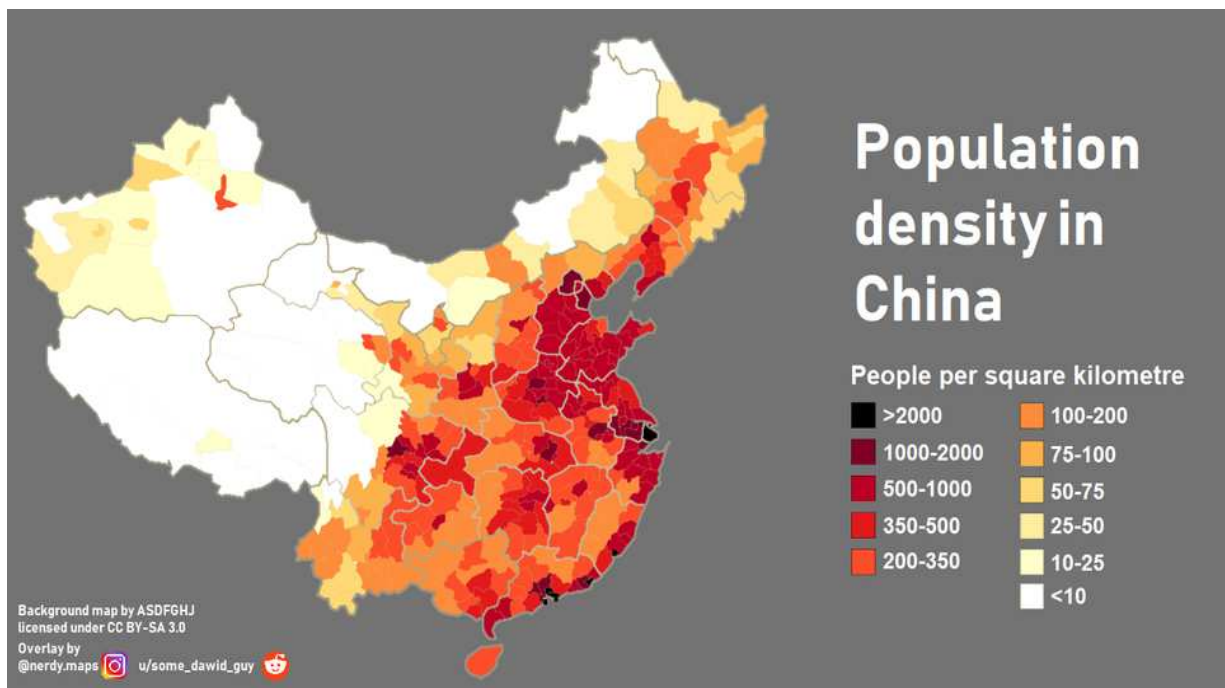 Population
density in
China
People per square kilometre
>2000
1000-2000
500-1000
350-500
200-350
100-200
75-100
50-75
25-50
10-25
<10
Background map by ASDFGHJ
licensed under CC BY-SA 3.0
Overlay by
@nerdy.maps u/some_dawid_guy